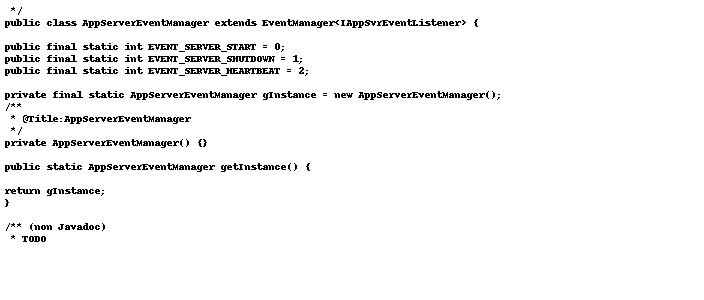 */
public class AppServerEventManager extends EventManager<IAppSvrEventListener> {
public final static int EVENT_SERVER_START = 0;
public final static int EVENT_SERVER_SHUTDOWN = 1;
public final static int EVENT_SERVER_HEARTBEAT = 2;
private final static AppServerEventManager gInstance = new AppServerEventManager();
/**
* @Title:AppServerEventManager
*/
private AppServerEventManager() {}
public static AppServerEventManager getInstance() {
return gInstance;
}
/** (non Javadoc)
* TODO